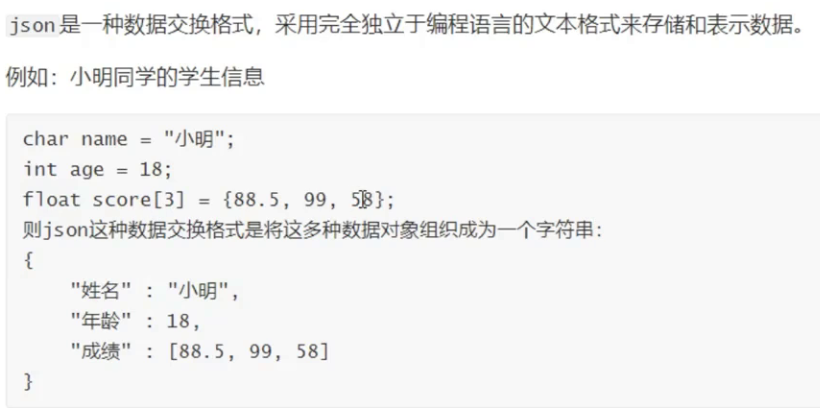 json是一种数据交换格式，采用完全独立于编程语言的文本格式来存储和表示数据。
例如：小明同学的学生信息
char name = "小明";
int age = 18;
float score[3] = {88.5, 99, 58};
则json这种数据交换格式是将这多种数据对象组织成为一个字符串：
{
    "姓名" : "小明",
    "年龄" : 18,
    "成绩" : [88.5, 99, 58]
}